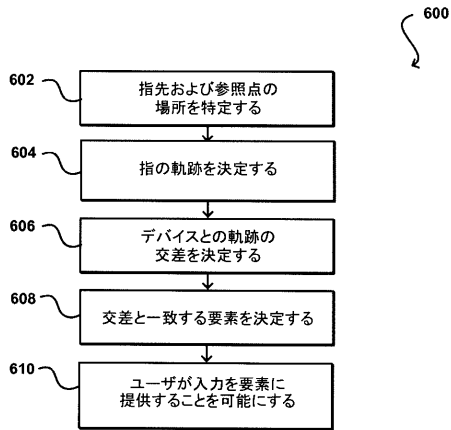 600
602
指先および参照点の
場所を特定する
604
指の軌跡を決定する
606
デバイスとの軌跡の
交差を決定する
608
交差と一致する要素を決定する
610
ユーザが入力を要素に
提供することを可能にする